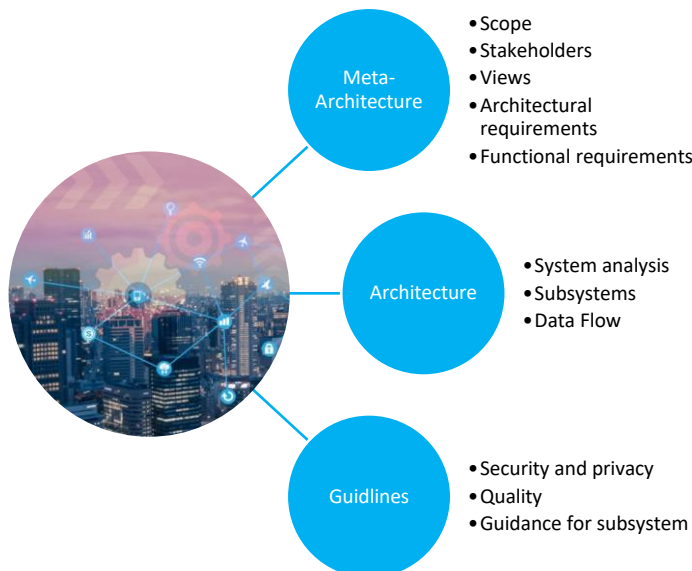 Meta-
Architecture
•Scope
•Stakeholders
•Views
•Architectural
requirements
•Functional requirements
Architecture
•System analysis
•Subsystems
•Data Flow
Guidlines
•Security and privacy
•Quality
•Guidance for subsystem